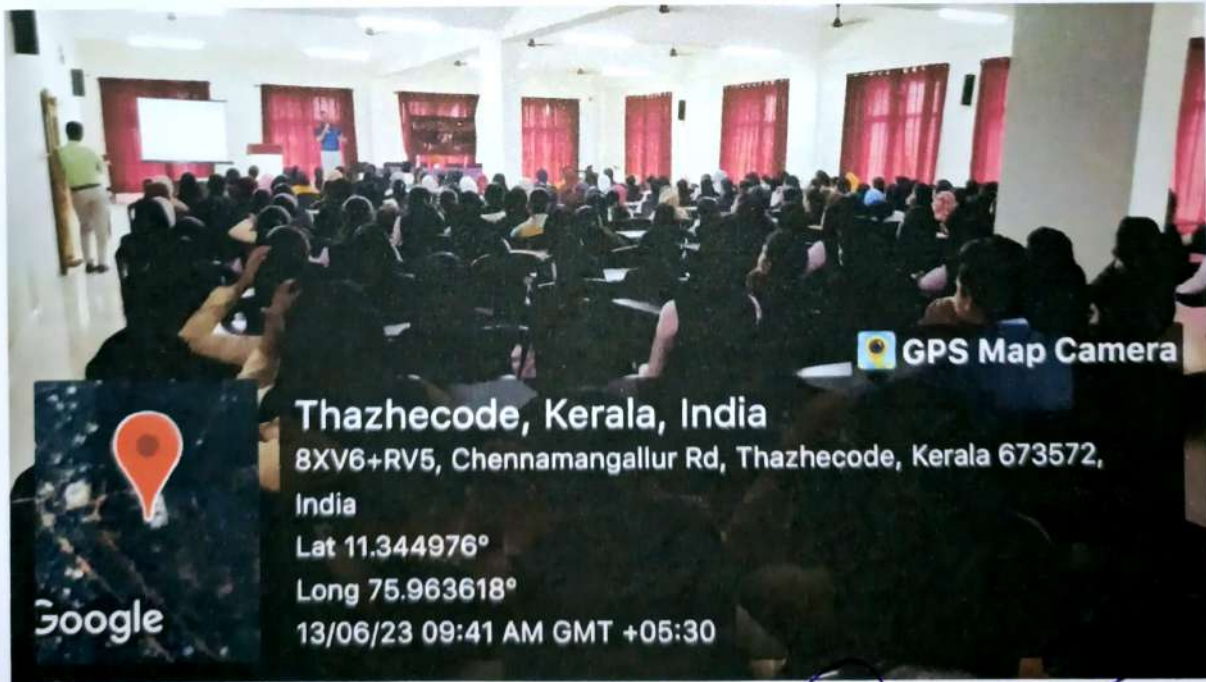 GPS Map Camera
Thazhecode, Kerala, India
8XV6+RV5, Chennamangallur Rd, Thazhecode, Kerala 673572,
India
Lat 11.344976°
Long 75.963618°
13/06/23 09:41 AM GMT +05:30
Google